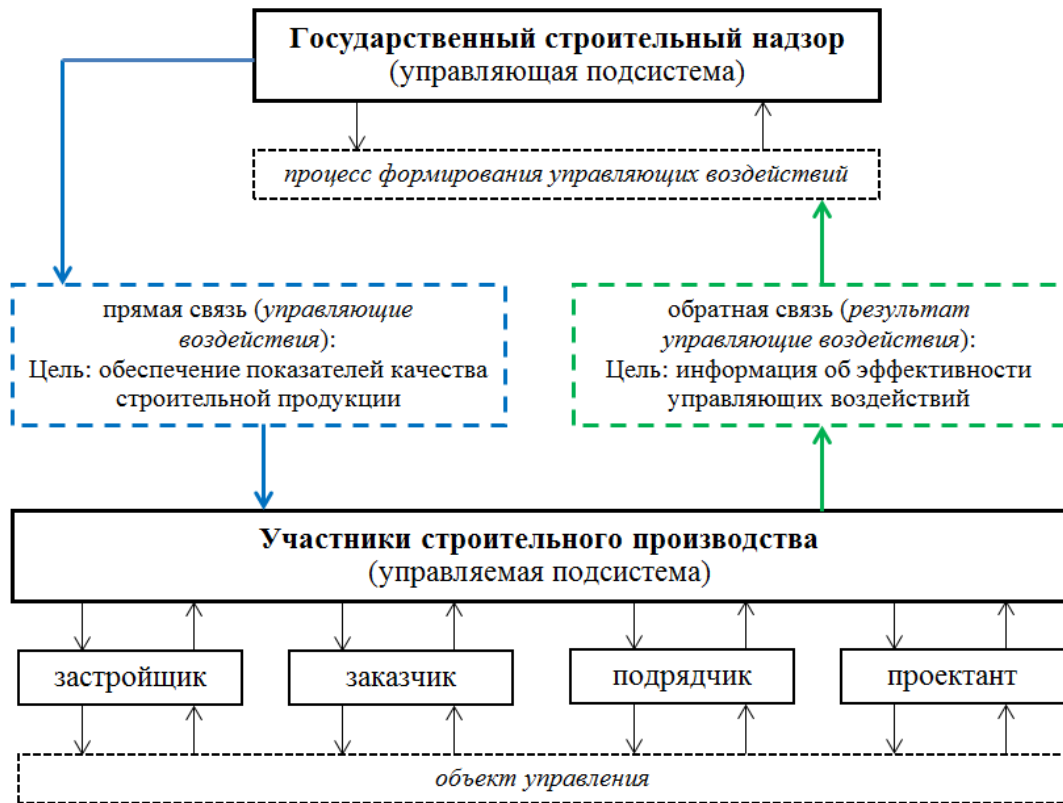 Государственный строительный надзор
(управляющая подсистема)
процесс формирования управляющих воздействий
прямая связь (управляющие
воздействия):
Цель: обеспечение показателей качества
строительной продукции
обратная связь (результат
управляющие воздействия):
Цель: информация об эффективности
управляющих воздействий
Участники строительного производства
(управляемая подсистема)
застройщик
заказчик
подрядчик
проектант
объект управления